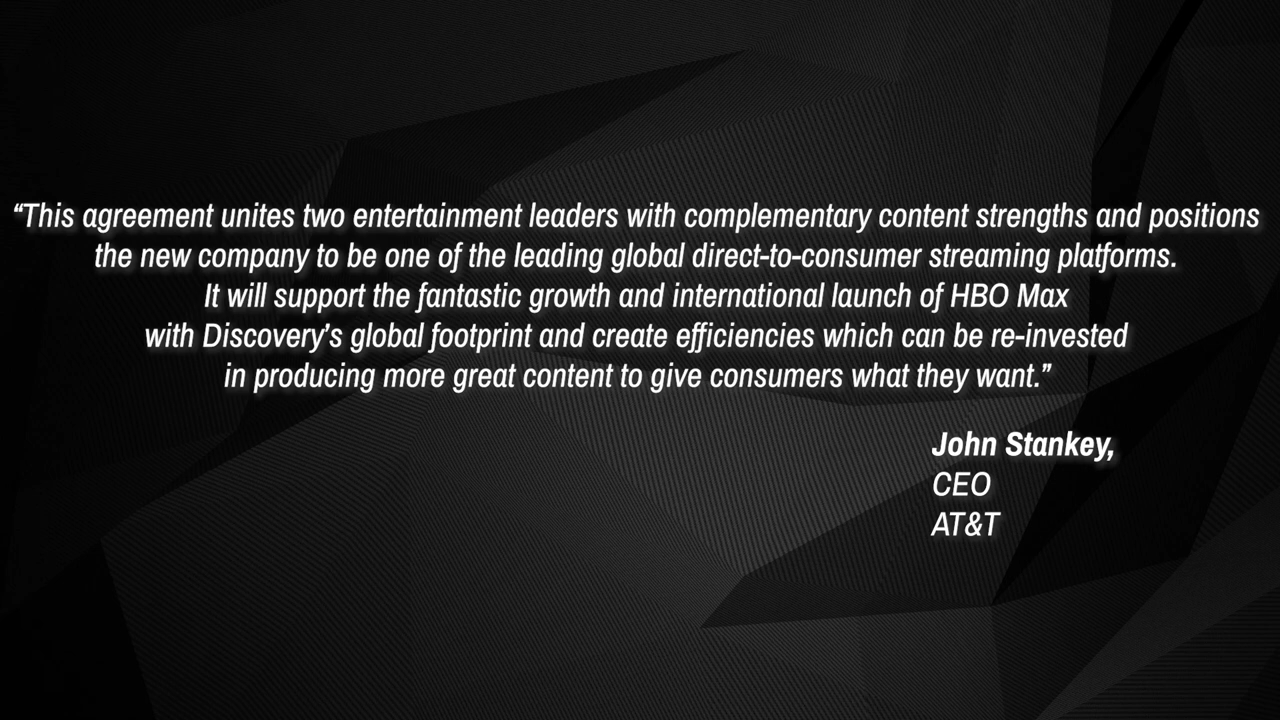 “This agreement unites two entertainment leaders with complementary content strengths and positions
the new company to be one of the leading global direct-to-consumer streaming platforms.
It will support the fantastic growth and international launch of HBO Max
with Discovery’s global footprint and create efficiencies which can be re-invested
in producing more great content to give consumers what they want.”
John Stankey,
CEO
AT&T